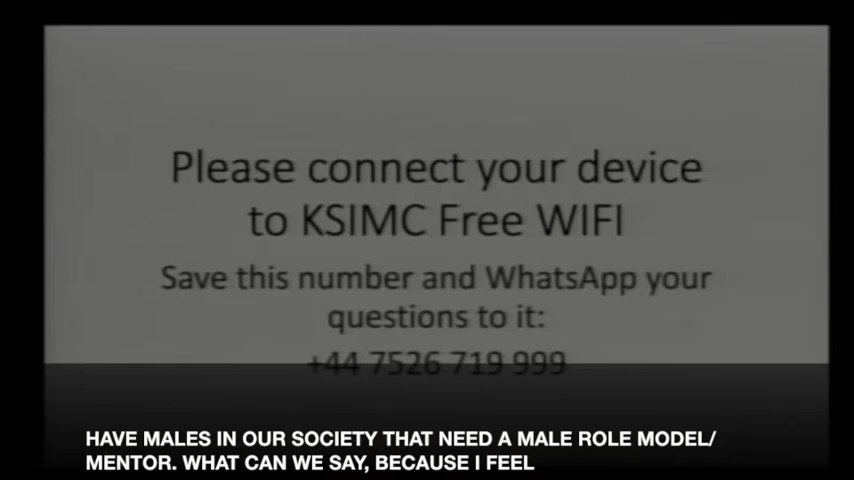 Please connect your device
to KSIMC Free WIFI
Save this number and WhatsApp your
questions to it:
+44 7526 719 999
HAVE MALES IN OUR SOCIETY THAT NEED A MALE ROLE MODEL/
MENTOR. WHAT CAN WE SAY, BECAUSE I FEEL